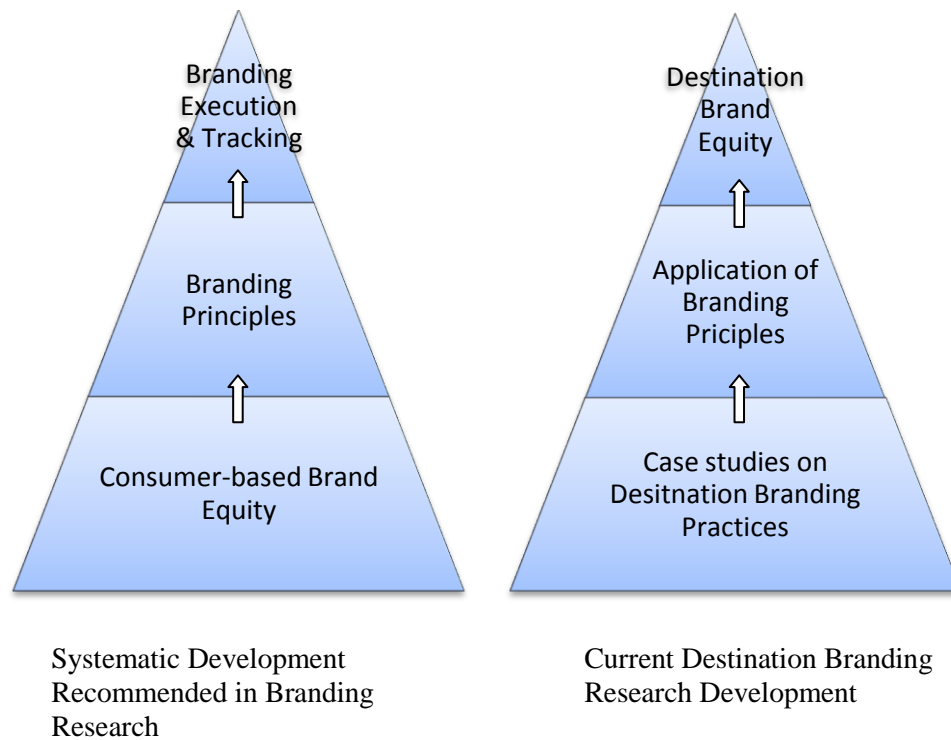 Branding
Execution
& Tracking
Branding
Principles
Consumer-based Brand
Equity
Systematic Development
Recommended in Branding
Research
Destination
Brand
Equity
Application of
Branding
Priciples
Case studies on
Desitnation Branding
Practices
Current Destination Branding
Research Development